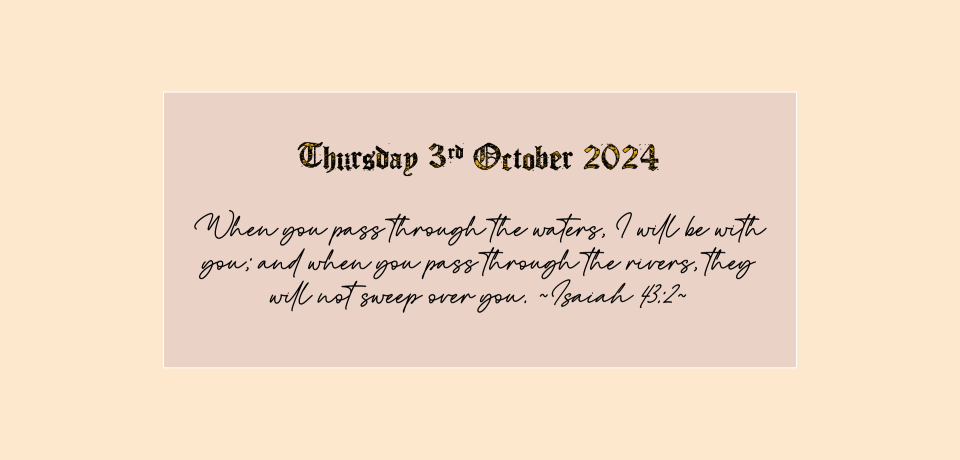 Thursday 3rd October 2024
When you pass through the waters, I will be with
you; and when you pass through the rivers, they
will not sweep over you. ~Isaiah 43:2~